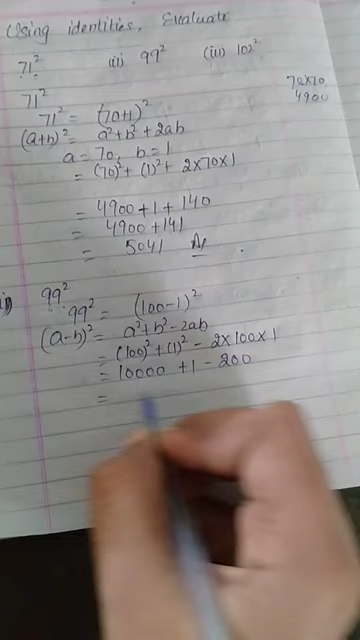 Using identities, Evaluate
71² (ii) 99² (iii) 102²
71²
70×70
4900
71² = (70+1)²
(a+b)² = a²+b²+2ab
a = 70, b = 1
= (70)²+(1)²+ 2×70×1
= 4900+1+140
= 4900+141
= 5041 As
99²
99² = (100-1)²
(a-b)² = a²+b²-2ab
= (100)²+(1)² - 2×100×1
= 10000 +1 - 200
=